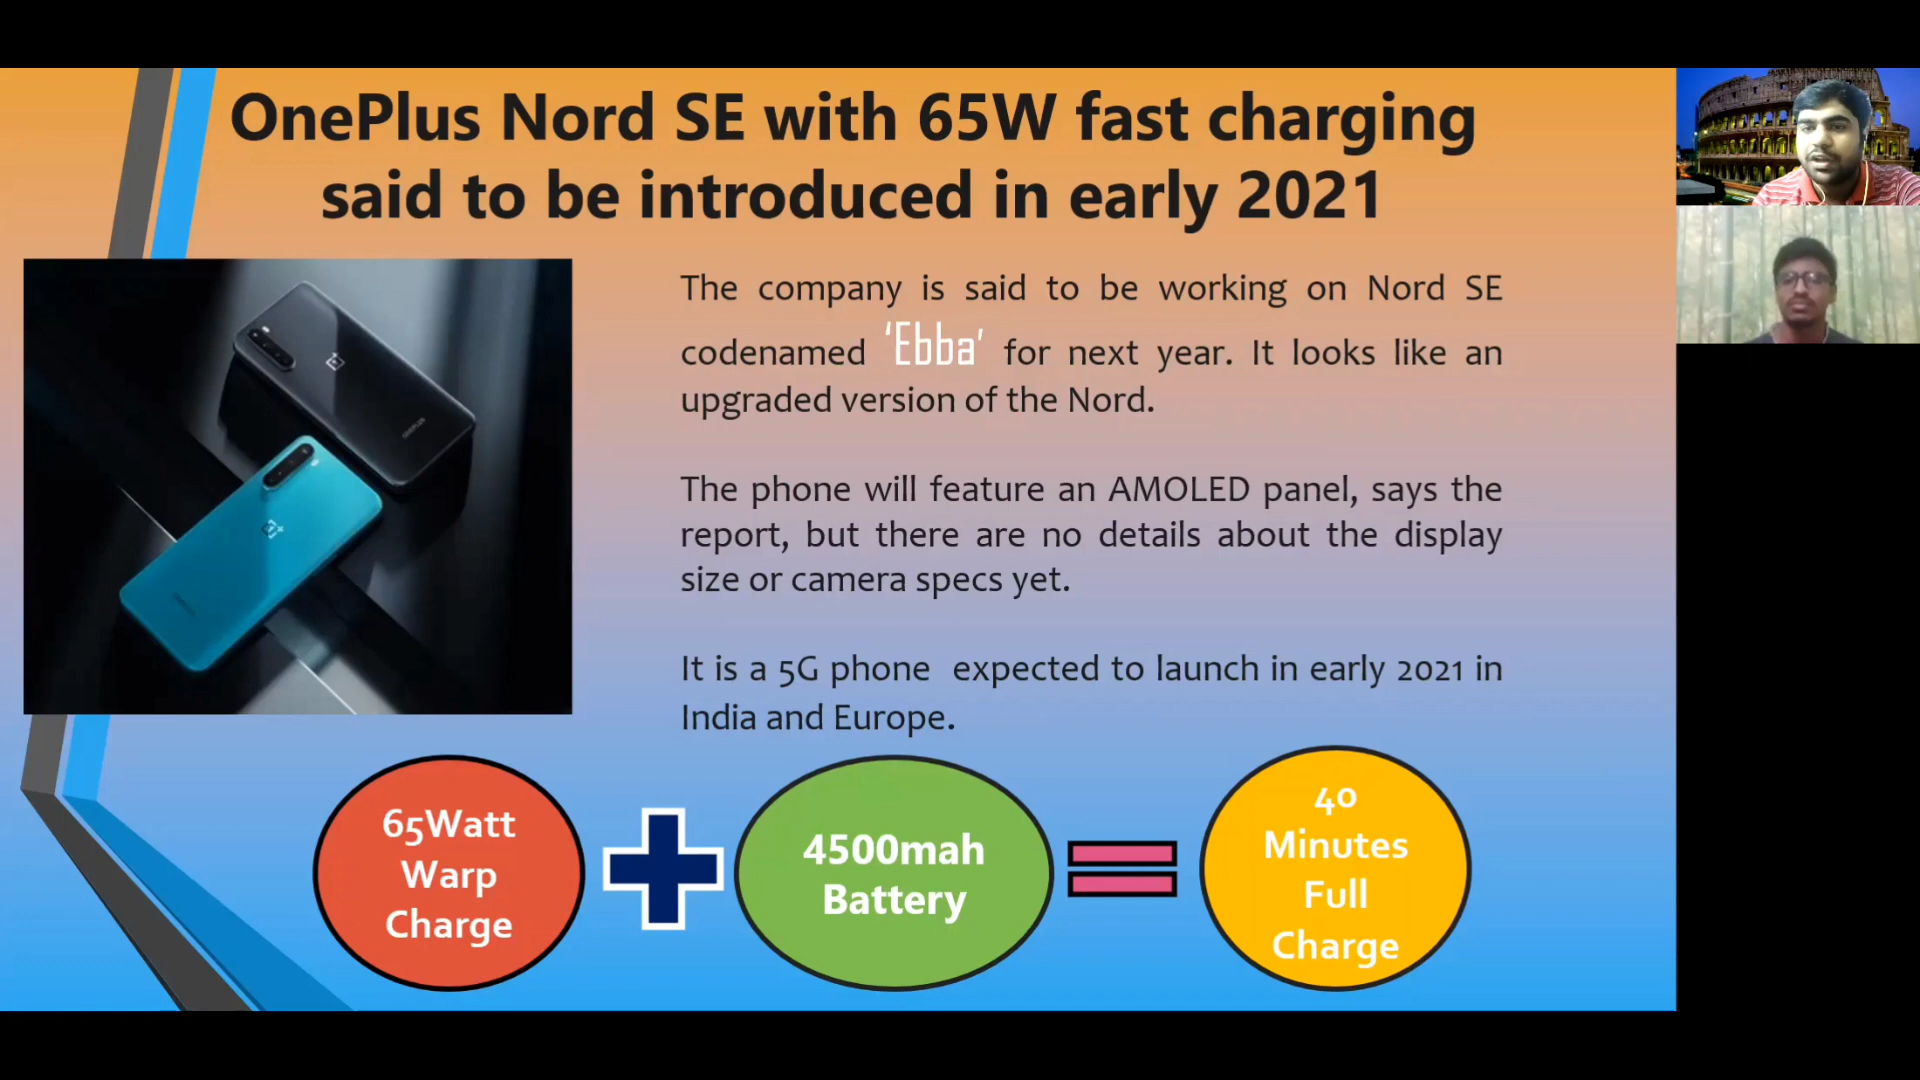 OnePlus Nord SE with 65W fast charging
said to be introduced in early 2021
The company is said to be working on Nord SE
codenamed ‘Ebba’ for next year. It looks like an
upgraded version of the Nord.
The phone will feature an AMOLED panel, says the
report, but there are no details about the display
size or camera specs yet.
It is a 5G phone expected to launch in early 2021 in
India and Europe.
65Watt
Warp
Charge
4500mah
Battery
40
Minutes
Full
Charge